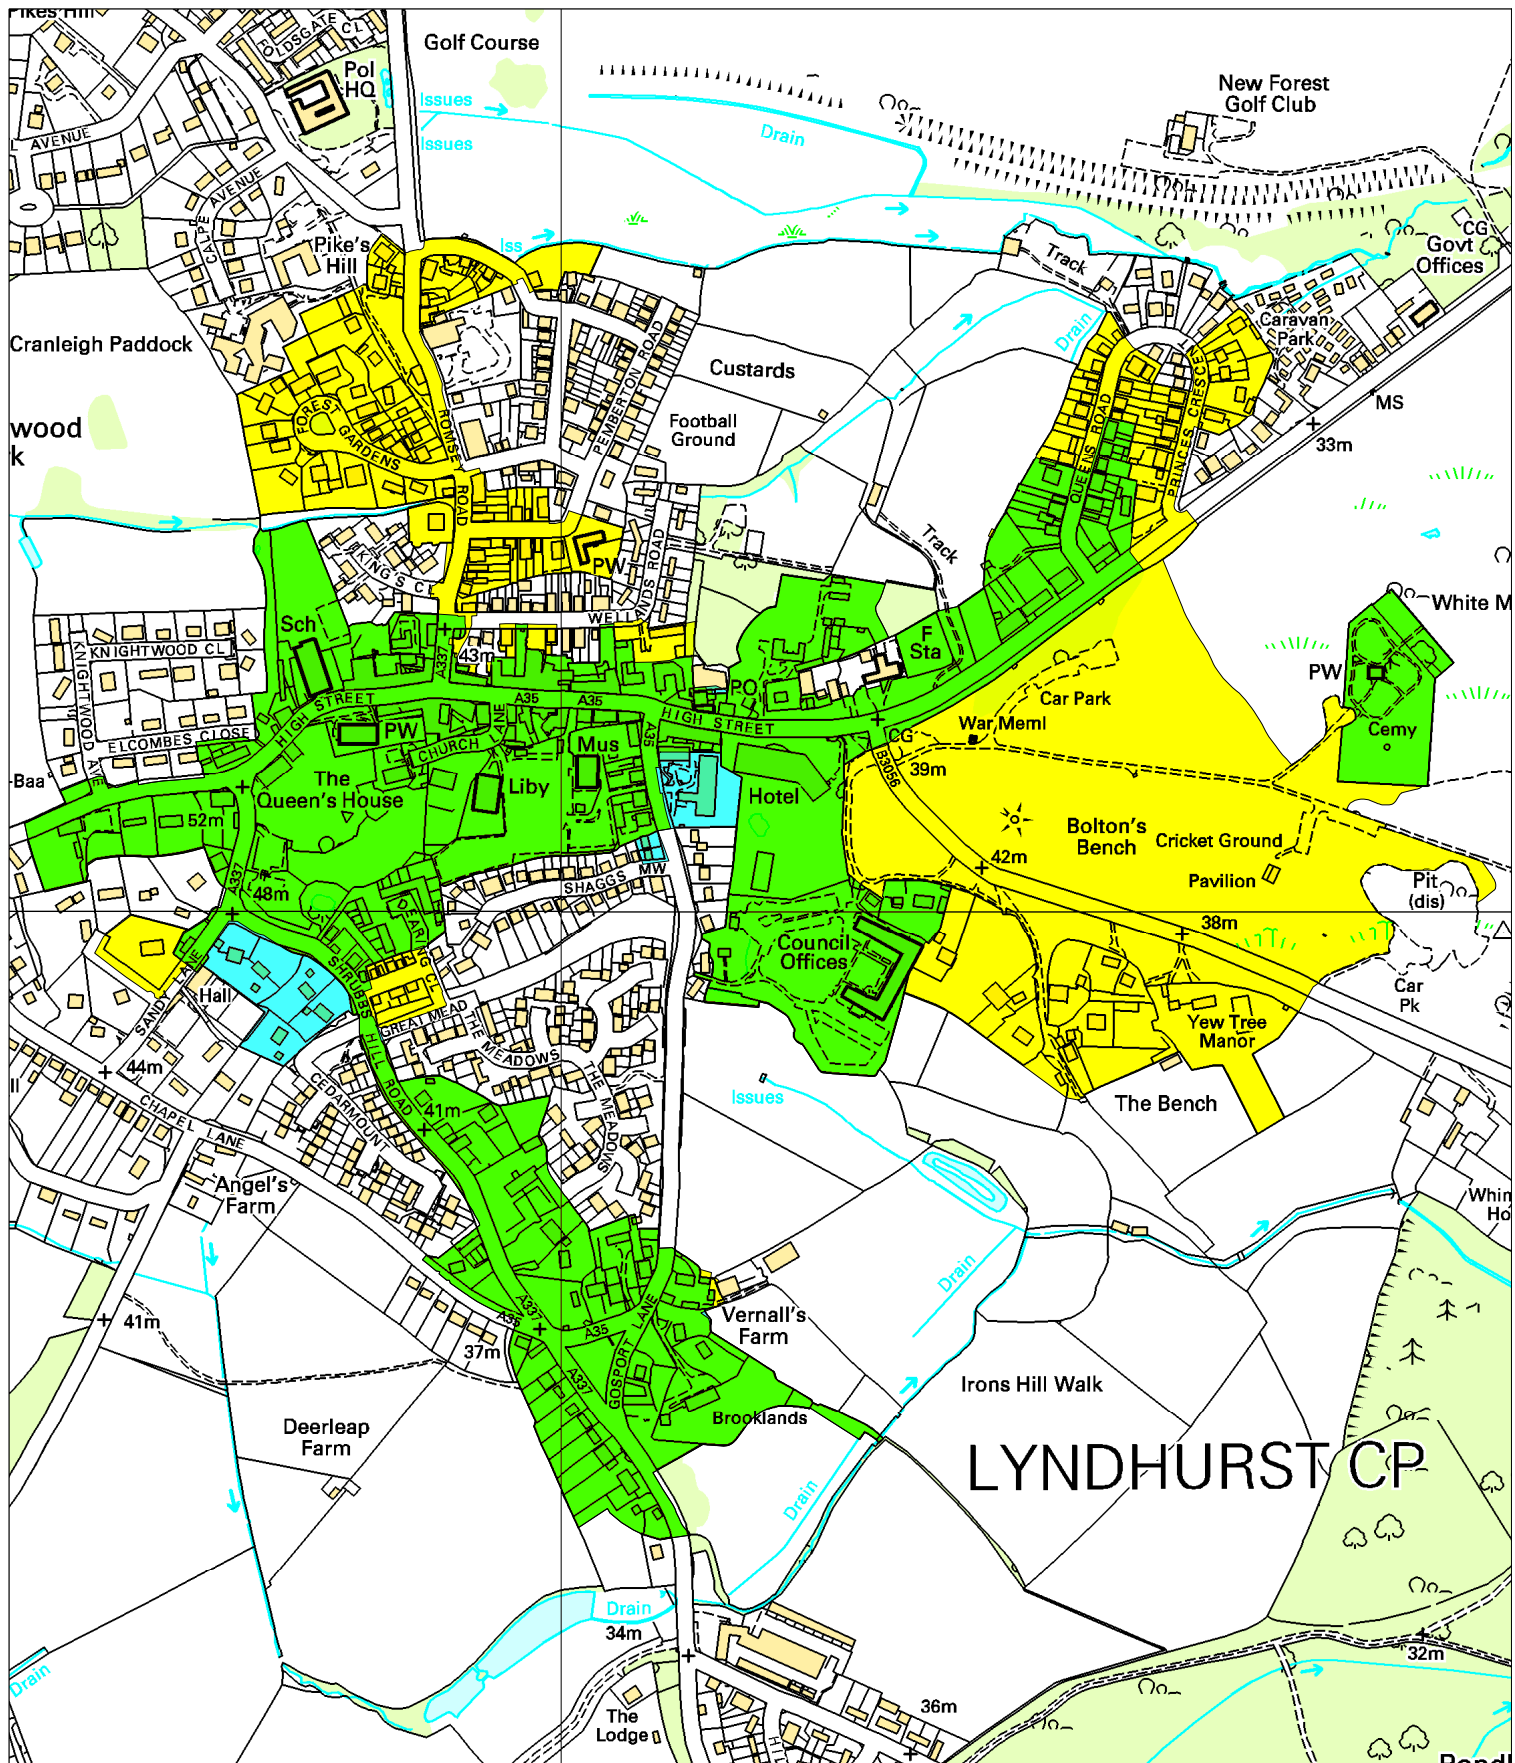 Pikes Hill
FOLDSGATE CL
Golf Course
Pol
HQ
Issues
Issues
Drain
New Forest
Golf Club
L AVENUE
CALPE AVENUE
Pike's
Hill
Iss
Track
CG
Govt
Offices
Cranleigh Paddock
Caravan
Park
Drain
Custards
PEMBERTON ROAD
Football
Ground
FOREST
GARDENS
ROMSE
ROAD
QUEENS ROAD
PRINCES CRESCENT
MS
33m
wood
k
Track
KING'S CL
PW
WELLANDS ROAD
Sch
A337
43m
F
Sta
White M
PW
Cemy
KNIGHTWOOD CL
KNIGHTWOOD AVE
ELCOMBES CLOSE
HIGH STREET
A35
A35
PO
HIGH STREET
A35
Car Park
War Meml
CG
B3056
39m
PW
CHURCH LANE
Mus
Liby
The
Queen's House
Hotel
-Baa
52m
Bolton's
Bench
Cricket Ground
42m
Pavilion
Pit
(dis)
A337
48m
SHAGGS
MW
38m
Council
Offices
Car
Pk
SANDY LANE
Hall
SHRUBBS HILL ROAD
GREAT MEAD
THE MEADOWS
THE MEADOWS
Yew Tree
Manor
The Bench
44m
CHAPEL LANE
CEDARMOUNT
41m
Issues
ll
Angel's
Farm
Whin
Ho
Drain
41m
37m
A35
A337
A35
GOSPORT LANE
Vernall's
Farm
A337
Irons Hill Walk
Brooklands
Deerleap
Farm
LYNDHURST CP
Drain
Drain
34m
Drain
32m
The
Lodge
36m